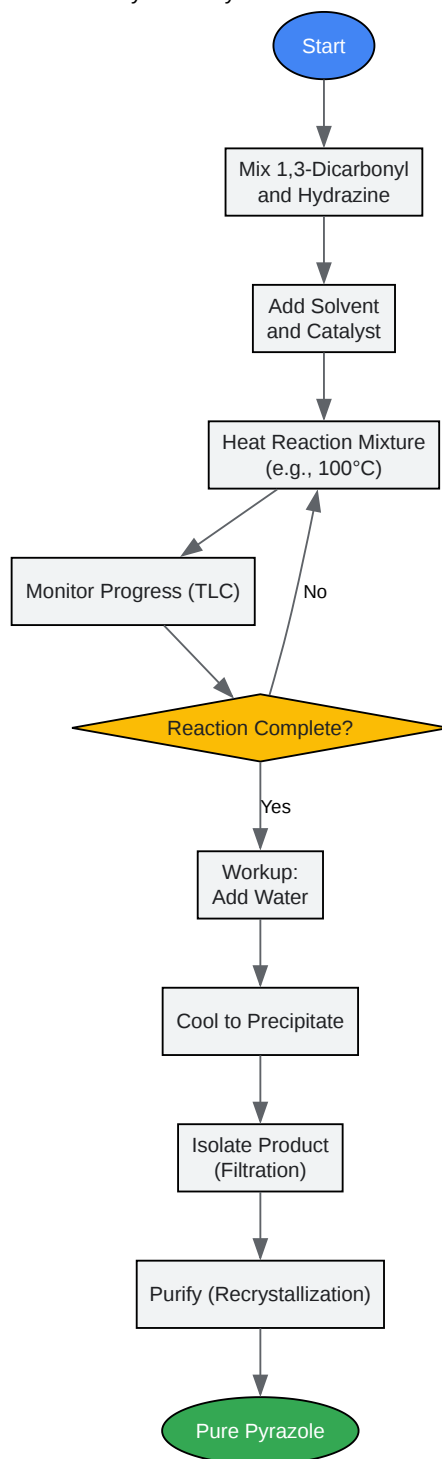 Start
Mix 1,3-Dicarbonyl
and Hydrazine
Add Solvent
and Catalyst
Heat Reaction Mixture
(e.g., 100°C)
Monitor Progress (TLC)
No
Reaction Complete?
Yes
Workup:
Add Water
Cool to Precipitate
Isolate Product
(Filtration)
Purify (Recrystallization)
Pure Pyrazole